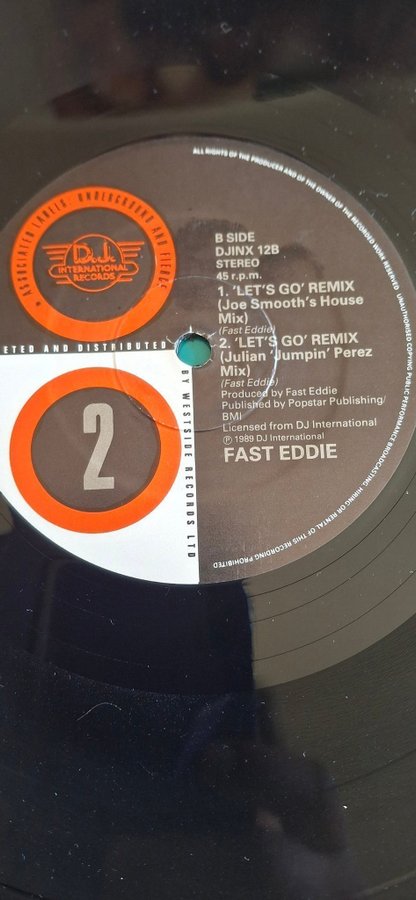 ALL RIGHTS OF THE PRODUCER AND OF THE OWNER OF THE RECORDED WORK RESERVED UNAUTHORISED COPYING PUBLIC PERFORMANCE BROADCASTING HIRING OR RENTAL OF THIS RECORDING PROHIBITED
• ASSOCIATED LABELS: UNDERGROUND AND FIERCE
D.J.
INTERNATIONAL
RECORDS
B SIDE
DJINX 12B
STEREO
45 r.p.m.
1. ‘LET’S GO’ REMIX
(Joe Smooth’s House
Mix)
(Fast Eddie)
2. ‘LET’S GO’ REMIX
(Julian ‘Jumpin’ Perez
Mix)
(Fast Eddie)
Produced by Fast Eddie
Published by Popstar Publishing/
BMI
Licensed from DJ International
℗ 1989 DJ International
FAST EDDIE
ETED AND DISTRIBUTED
BY WESTSIDE RECORDS LTD
2